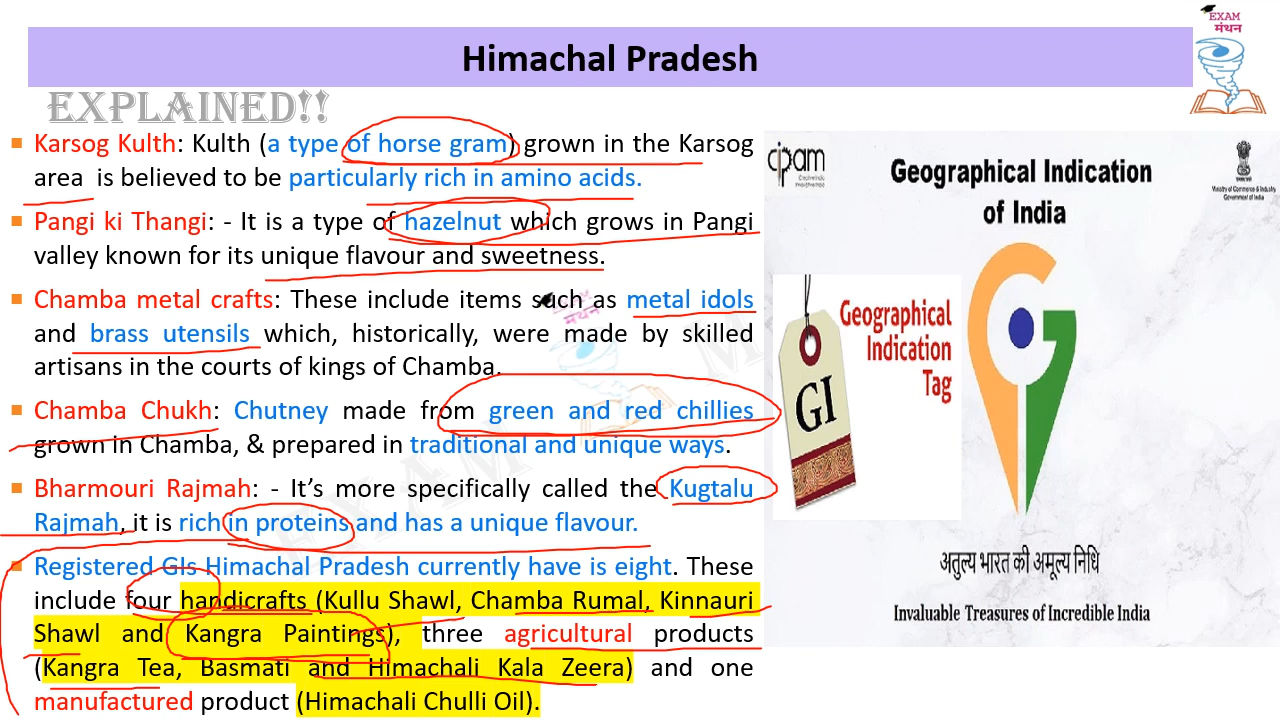 Himachal Pradesh
EXAM
मंथन
EXPLAINED!!
Karsog Kulth: Kulth (a type of horse gram) grown in the Karsog
area is believed to be particularly rich in amino acids.
Pangi ki Thangi: - It is a type of hazelnut which grows in Pangi
valley known for its unique flavour and sweetness.
Chamba metal crafts: These include items such as metal idols
and brass utensils which, historically, were made by skilled
artisans in the courts of kings of Chamba.
Chamba Chukh: Chutney made from green and red chillies
grown in Chamba, & prepared in traditional and unique ways.
Bharmouri Rajmah: - It’s more specifically called the Kugtalu
Rajmah, it is rich in proteins and has a unique flavour.
Registered GIs Himachal Pradesh currently have is eight. These
include four handicrafts (Kullu Shawl, Chamba Rumal, Kinnauri
Shawl and Kangra Paintings), three agricultural products
(Kangra Tea, Basmati and Himachali Kala Zeera) and one
manufactured product (Himachali Chulli Oil).
cipam
Geographical Indication
of India
Ministry of Commerce & Industry
Government of India
Geographical
Indication
Tag
GI
अतुल्य भारत की अमूल्य निधि
Invaluable Treasures of Incredible India